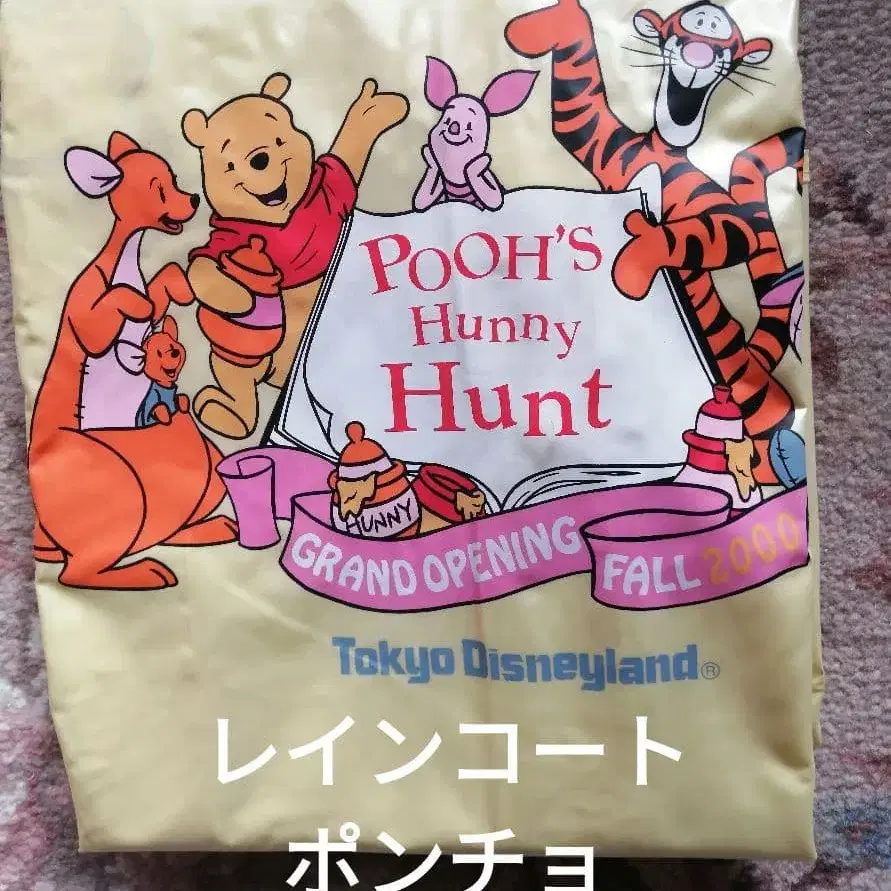 POOH'S
Hunny
Hunt
HUNNY
GRAND OPENING
FALL 2000
Tokyo Disneyland®
レインコート
ポンチョ